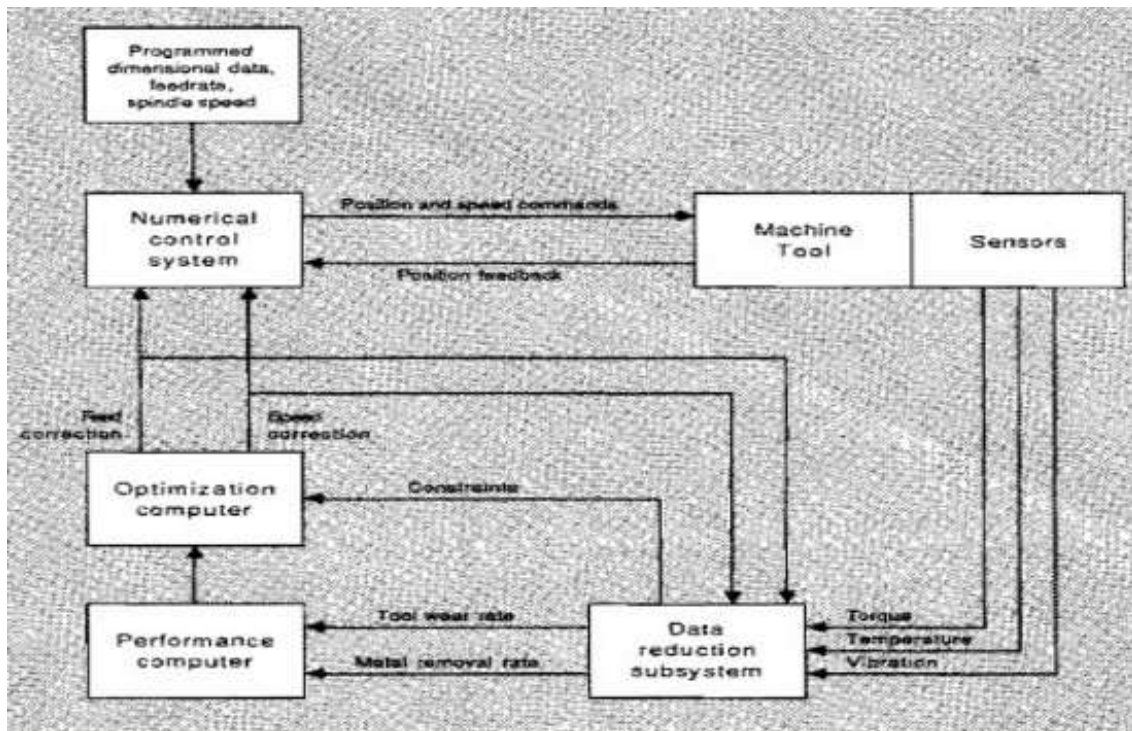 Programmed
dimensional data,
feedrate,
spindle speed
Numerical
control
system
Position and speed commands
Position feedback
Machine
Tool
Sensors
Feed
correction
Speed
correction
Optimization
computer
Constraints
Performance
computer
Tool wear rate
Metal removal rate
Data
reduction
subsystem
Torque
Temperature
Vibration